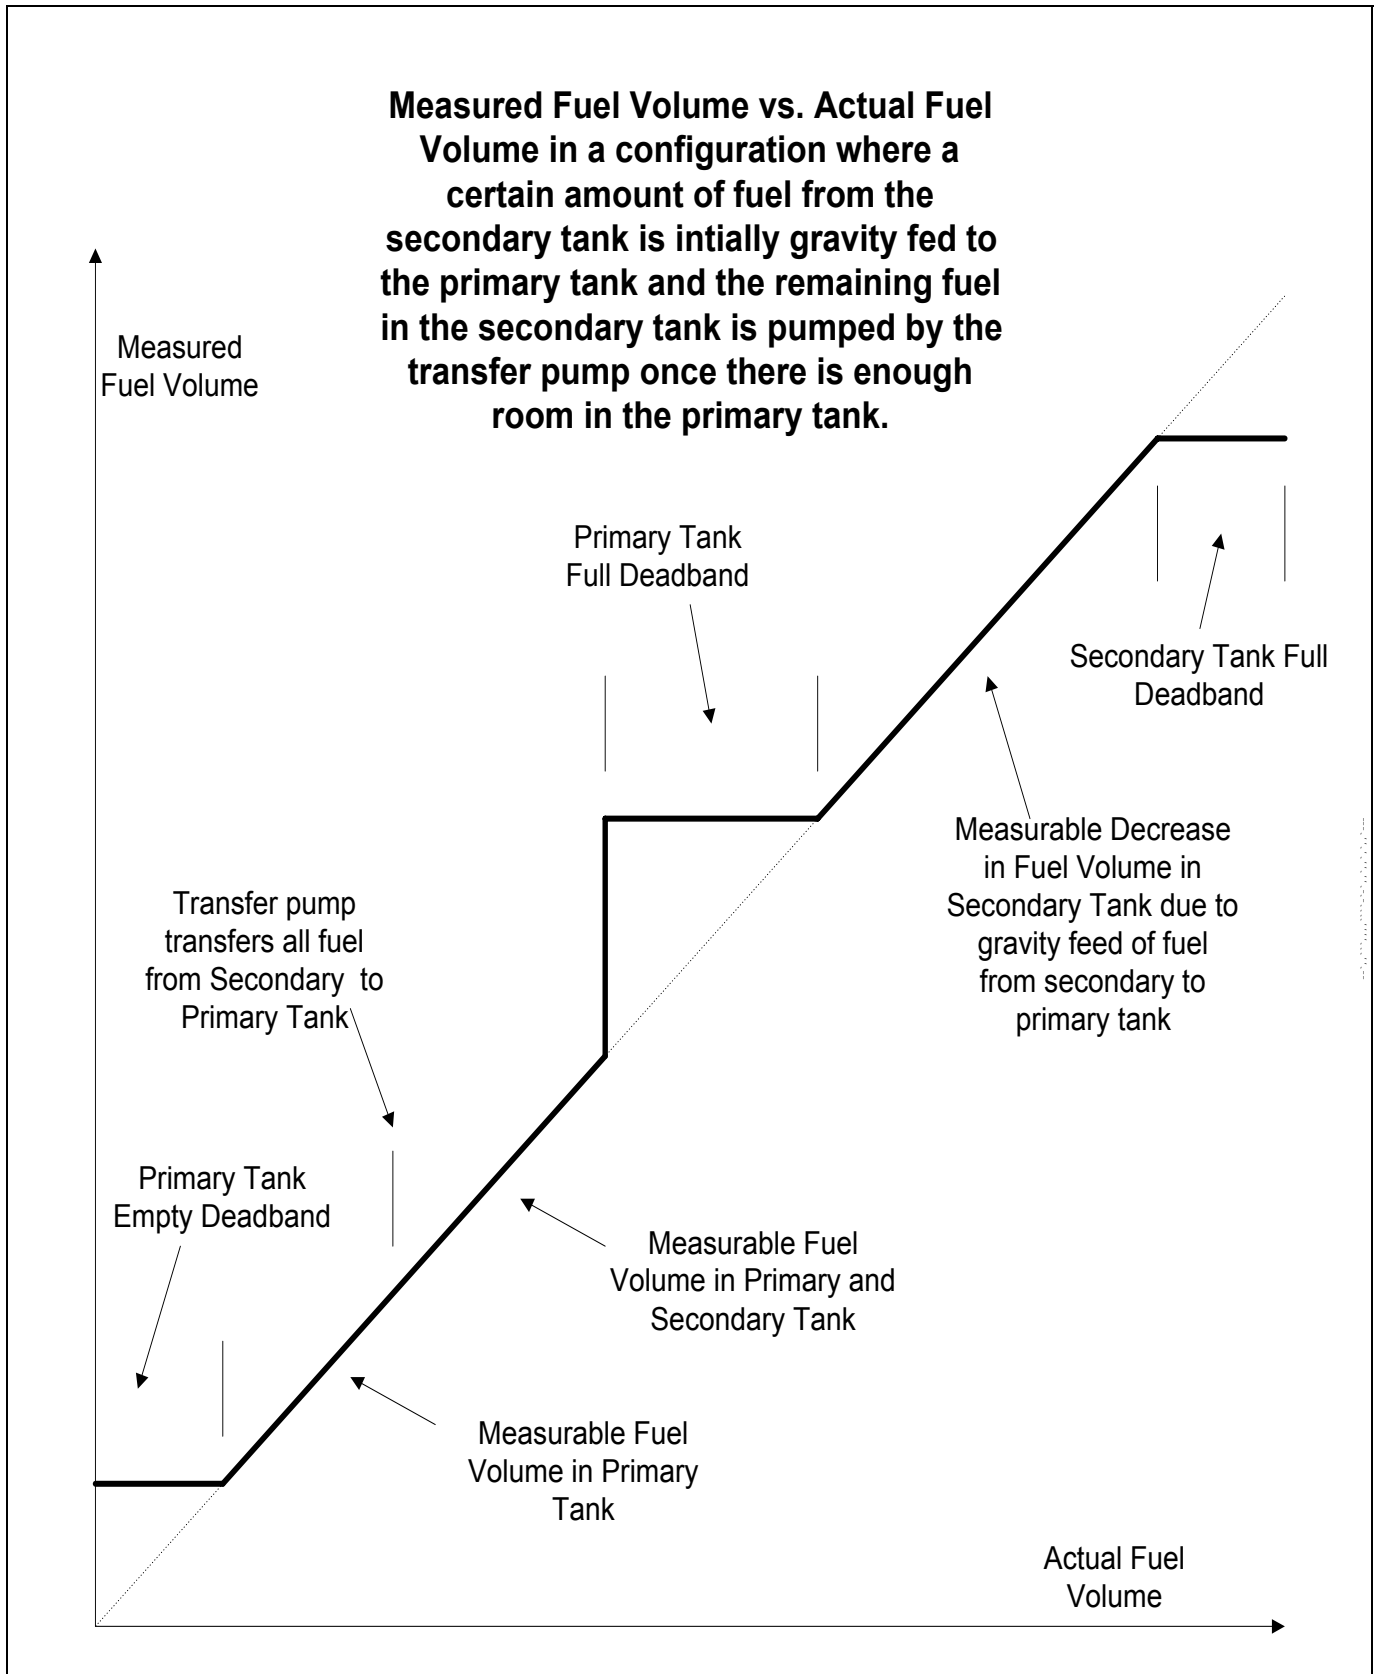 Measured Fuel Volume vs. Actual Fuel
Volume in a configuration where a
certain amount of fuel from the
secondary tank is intially gravity fed to
the primary tank and the remaining fuel
in the secondary tank is pumped by the
transfer pump once there is enough
room in the primary tank.
Measured
Fuel Volume
Primary Tank
Full Deadband
Secondary Tank Full
Deadband
Measurable Decrease
in Fuel Volume in
Secondary Tank due to
gravity feed of fuel
from secondary to
primary tank
Transfer pump
transfers all fuel
from Secondary to
Primary Tank
Primary Tank
Empty Deadband
Measurable Fuel
Volume in Primary and
Secondary Tank
Measurable Fuel
Volume in Primary
Tank
Actual Fuel
Volume